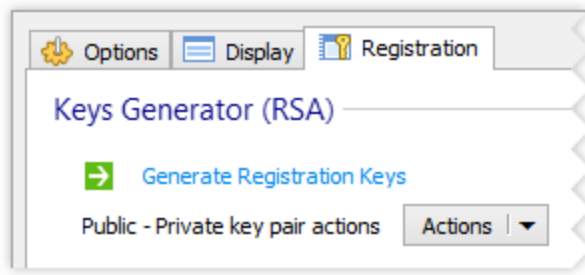 Options Display Registration
Keys Generator (RSA)
Generate Registration Keys
Public - Private key pair actions Actions